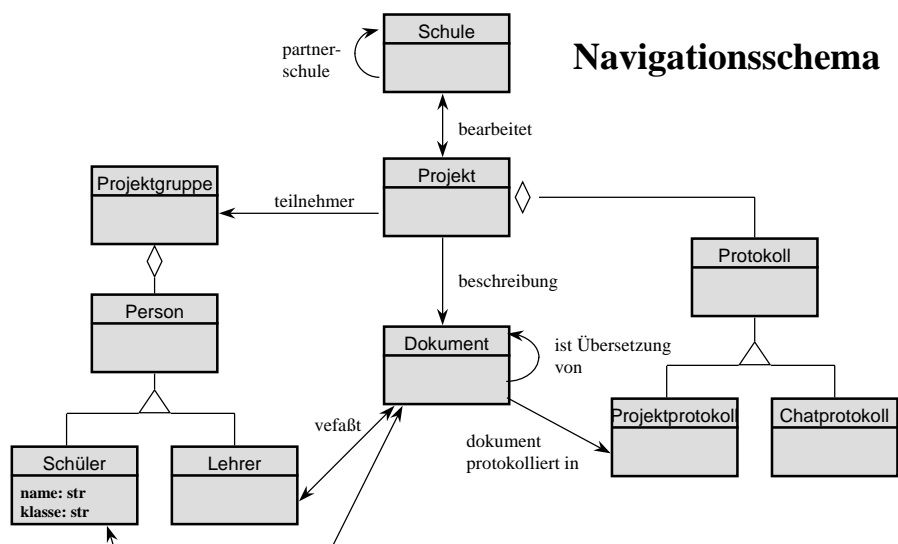 Schule
partner-
schule
Navigationsschema
bearbeitet
Projektgruppe
Projekt
teilnehmer
Protokoll
beschreibung
Person
Dokument
ist Übersetzung
von
Projektprotokoll
Chatprotokoll
vefaßt
dokument
protokolliert in
Schüler
Lehrer
name: str
klasse: str